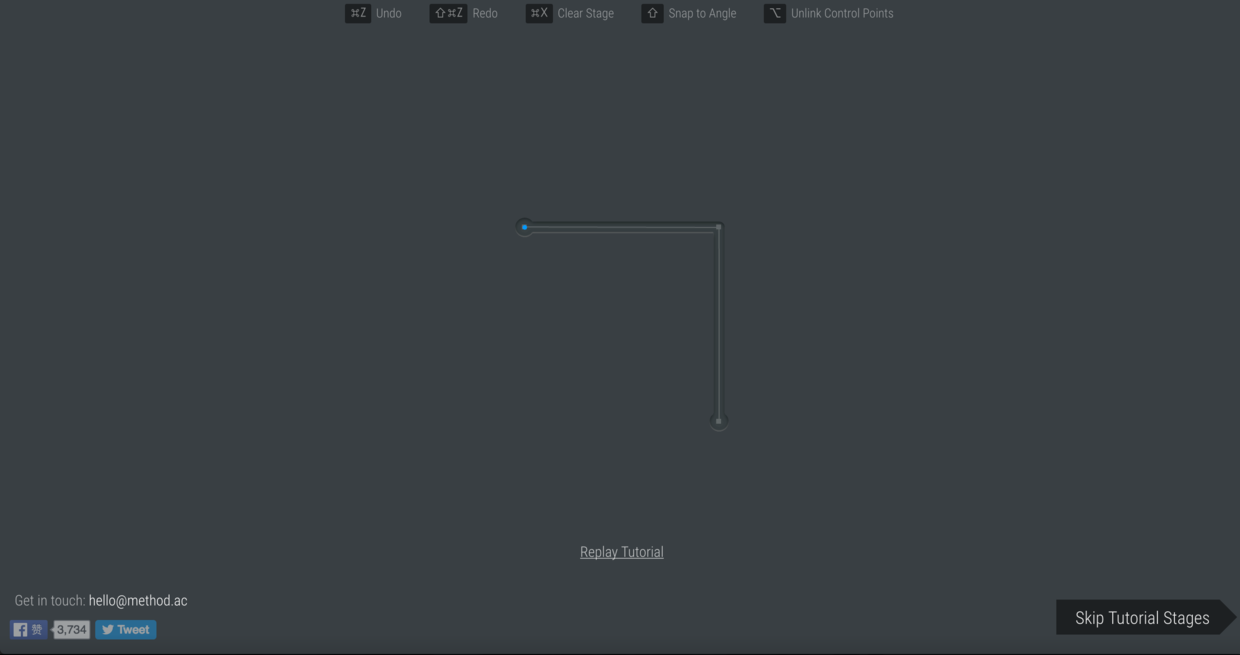 ⌘Z Undo ⇧⌘Z Redo ⌘X Clear Stage ⇧ Snap to Angle ⌥ Unlink Control Points
Replay Tutorial
Get in touch: hello@method.ac
Skip Tutorial Stages
赞 3,734 Tweet